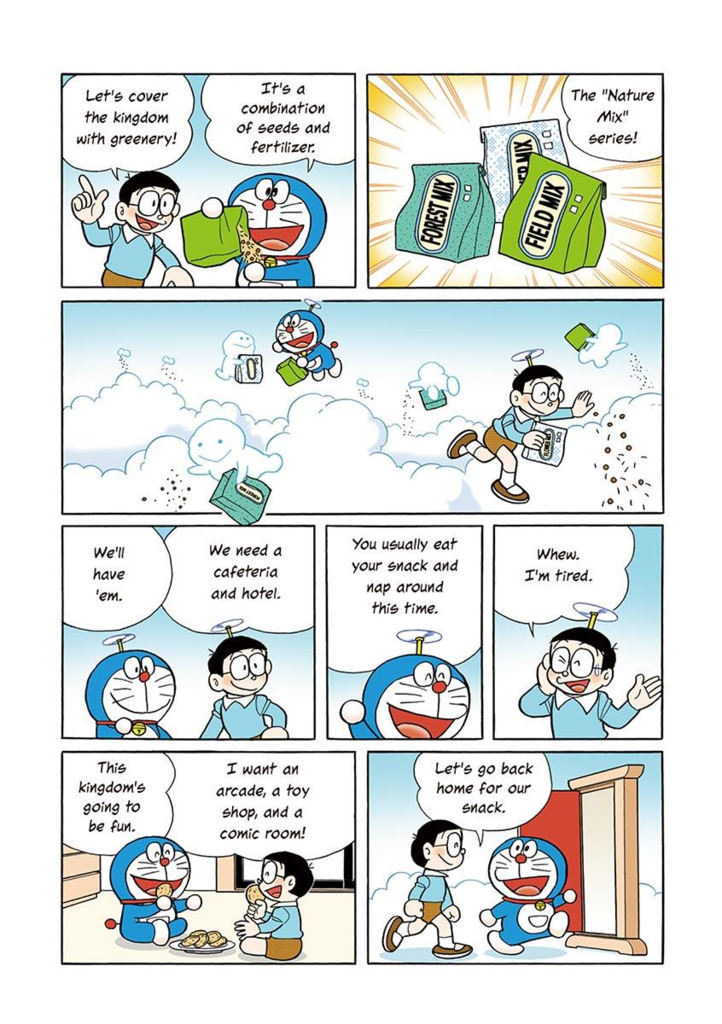 The "Nature
Mix"
series!
FOREST MIX
FIELD MIX
It's a
combination
of seeds and
fertilizer.
Let's cover
the kingdom
with greenery!
Whew.
I'm tired.
You usually eat
your snack and
nap around
this time.
We need a
cafeteria
and hotel.
We'll
have
'em.
Let's go back
home for our
snack.
I want an
arcade, a toy
shop, and a
comic room!
This
kingdom's
going to
be fun.